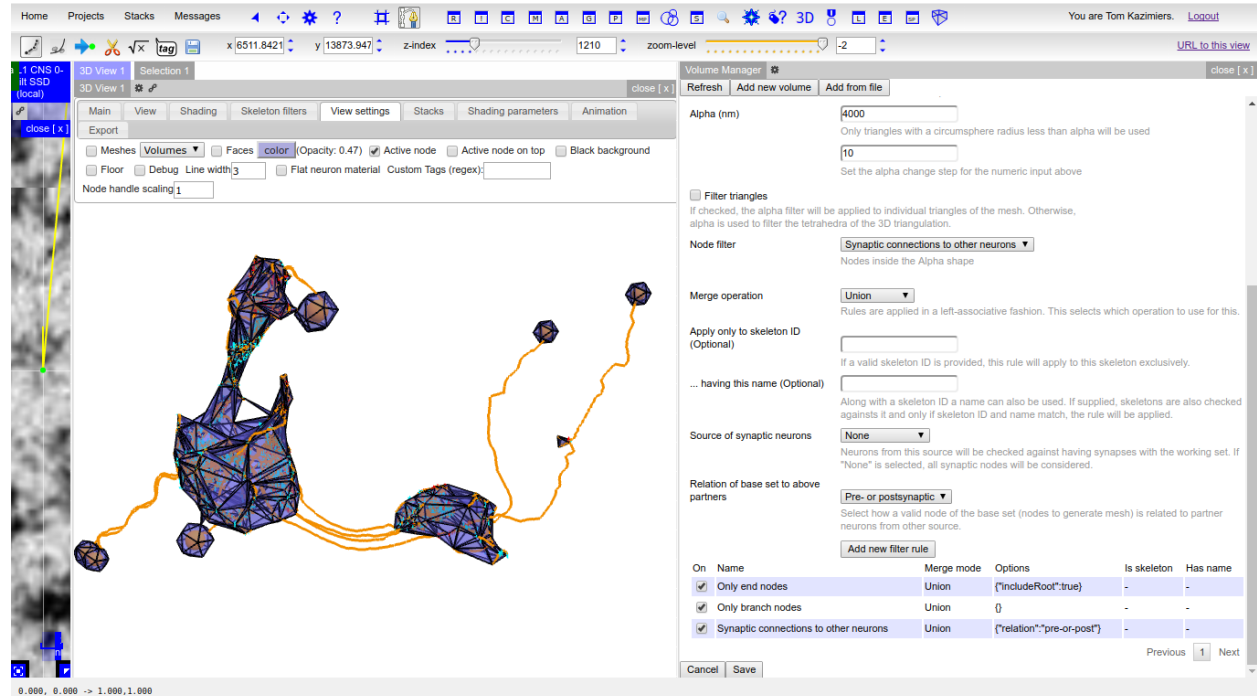 Home Projects Stacks Messages ? R I C M A G P MP S ? 3D L E SP You are Tom Kazimiers. Logout
tag x 6511.8421 y 13873.947 z-index 1210 zoom-level -2 URL to this view
L1 CNS 0-
ilt SSD
(local)
close [ x ]
3D View 1 Selection 1
3D View 1 close [ x ]
Main View Shading Skeleton filters View settings Stacks Shading parameters Animation
Export
Meshes Volumes Faces color (Opacity: 0.47) Active node Active node on top Black background
Floor Debug Line width 3 Flat neuron material Custom Tags (regex):
Node handle scaling 1
Volume Manager close [ x ]
Refresh Add new volume Add from file
Alpha (nm) 4000
Only triangles with a circumsphere radius less than alpha will be used
10
Set the alpha change step for the numeric input above
Filter triangles
If checked, the alpha filter will be applied to individual triangles of the mesh. Otherwise,
alpha is used to filter the tetrahedra of the 3D triangulation.
Node filter Synaptic connections to other neurons
Nodes inside the Alpha shape
Merge operation Union
Rules are applied in a left-associative fashion. This selects which operation to use for this.
Apply only to skeleton ID
(Optional)
If a valid skeleton ID is provided, this rule will apply to this skeleton exclusively.
... having this name (Optional)
Along with a skeleton ID a name can also be used. If supplied, skeletons are also checked
againsts it and only if skeleton ID and name match, the rule will be applied.
Source of synaptic neurons None
Neurons from this source will be checked against having synapses with the working set. If
"None" is selected, all synaptic nodes will be considered.
Relation of base set to above
partners Pre- or postsynaptic
Select how a valid node of the base set (nodes to generate mesh) is related to partner
neurons from other source.
Add new filter rule
On Name Merge mode Options Is skeleton Has name
Only end nodes Union {"includeRoot":true} - -
Only branch nodes Union {} - -
Synaptic connections to other neurons Union {"relation":"pre-or-post"} - -
Previous 1 Next
Cancel Save
0.000, 0.000 -> 1.000,1.000